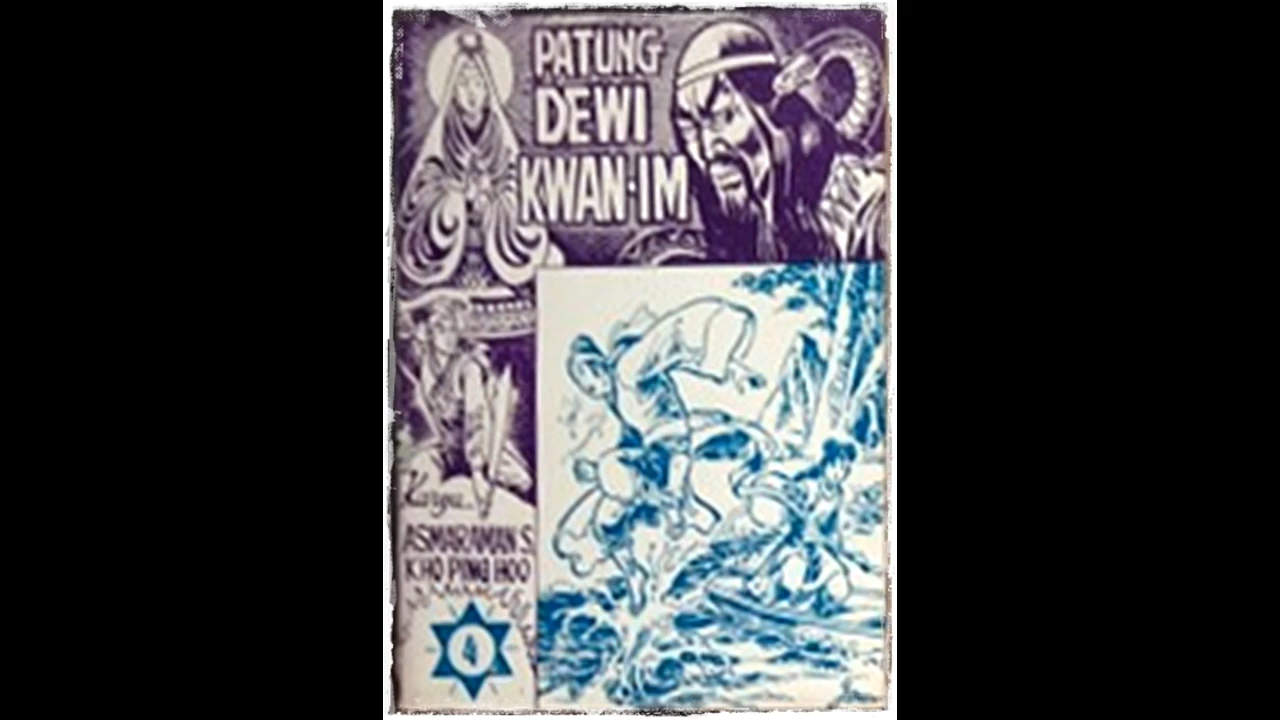 PATUNG
DEWI
KWAN-IM
Karya
ASMARAMAN S.
KHO PING HOO
4